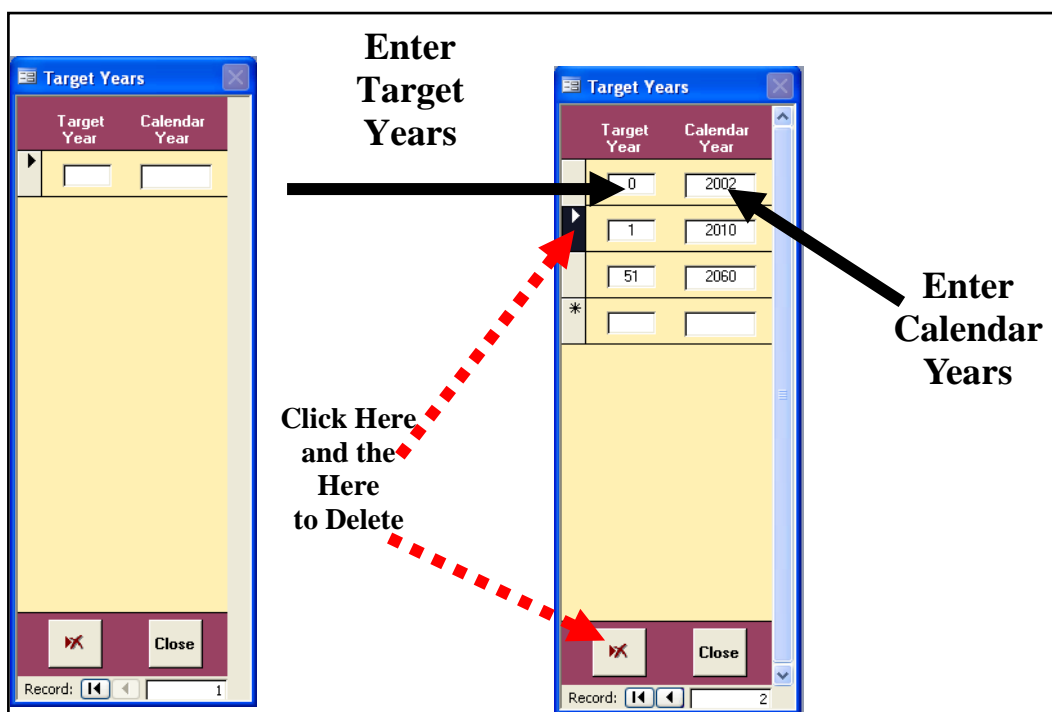 Enter
Target
Years
Target Years
Target Year
Calendar Year
Close
Record: 1
Click Here
and the
Here
to Delete
Target Years
Target Year
Calendar Year
0 2002
1 2010
51 2060
*
Close
Record: 2
Enter
Calendar
Years